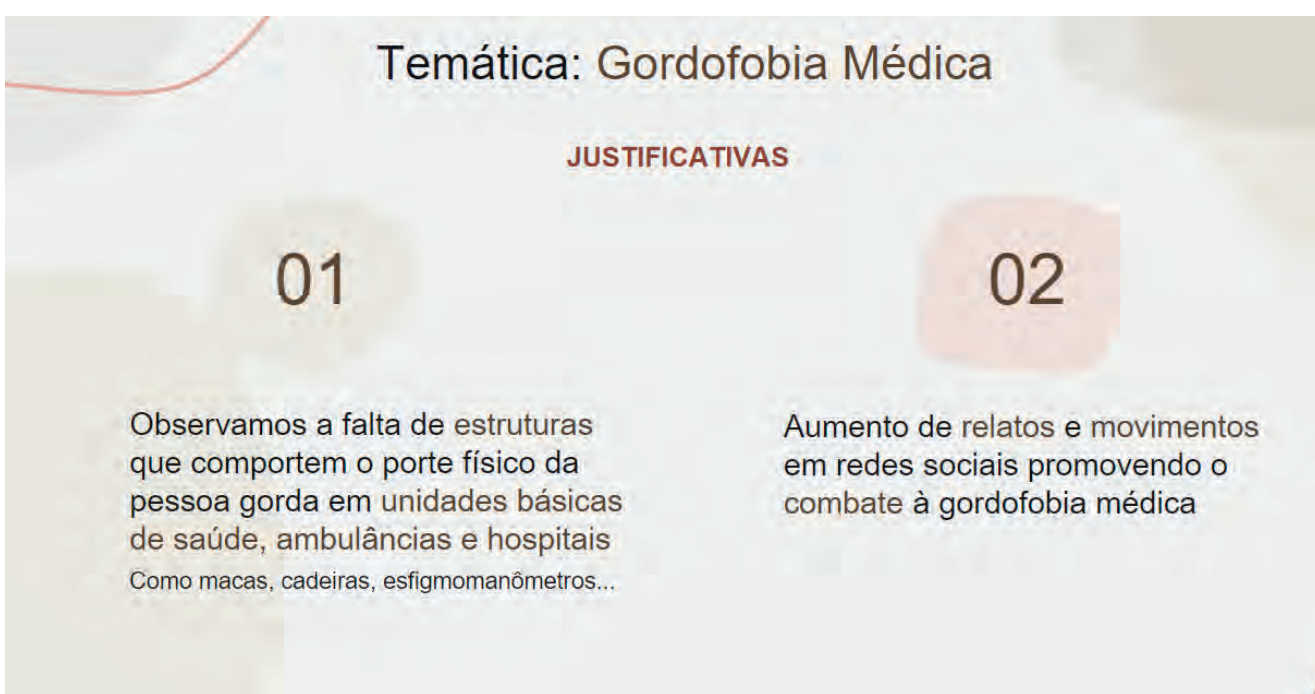 Temática: Gordofobia Médica
JUSTIFICATIVAS
01
Observamos a falta de estruturas
que comportem o porte físico da
pessoa gorda em unidades básicas
de saúde, ambulâncias e hospitais
Como macas, cadeiras, esfigmomanômetros...
02
Aumento de relatos e movimentos
em redes sociais promovendo o
combate à gordofobia médica